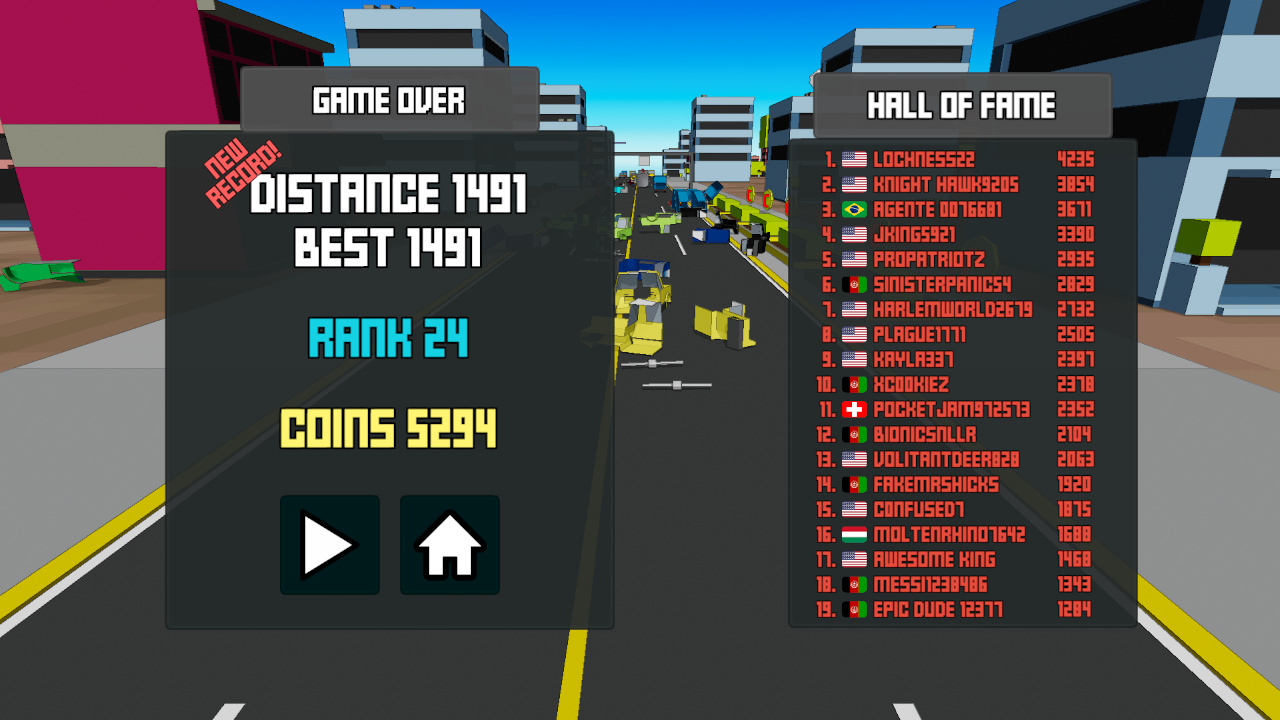 GAME OVER
NEW
RECORD!
DISTANCE 1491
BEST 1491
RANK 24
COINS 5294
HALL OF FAME
1. LOCHNESS22 4235
2. KNIGHT HAWK9205 3854
3. AGENTE 0076681 3671
4. JKING5921 3390
5. PROPATRIOTZ 2935
6. SINISTERPANIC54 2829
7. HARLEMWORLD2679 2732
8. PLAGUE1771 2505
9. KAYLA337 2397
10. XCOOKIEZ 2378
11. POCKETJAM972573 2352
12. BIONICSNLLR 2104
13. VOLITANTDEER828 2063
14. FAKEMRSHICKS 1920
15. CONFUSED7 1875
16. MOLTENRHINO7642 1688
17. AWESOME KING 1468
18. MESSI1238486 1343
19. EPIC DUDE 12377 1284